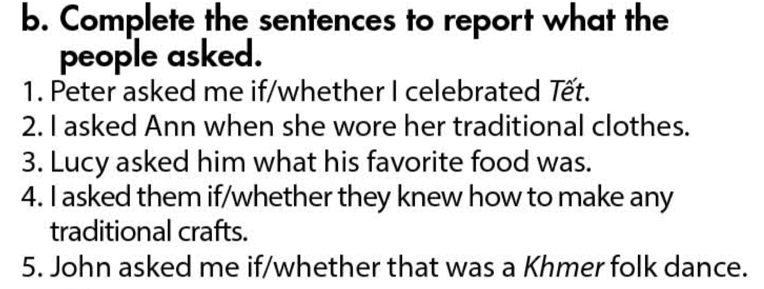 b. Complete the sentences to report what the
people asked.
1. Peter asked me if/whether I celebrated Tết.
2. I asked Ann when she wore her traditional clothes.
3. Lucy asked him what his favorite food was.
4. I asked them if/whether they knew how to make any
traditional crafts.
5. John asked me if/whether that was a Khmer folk dance.